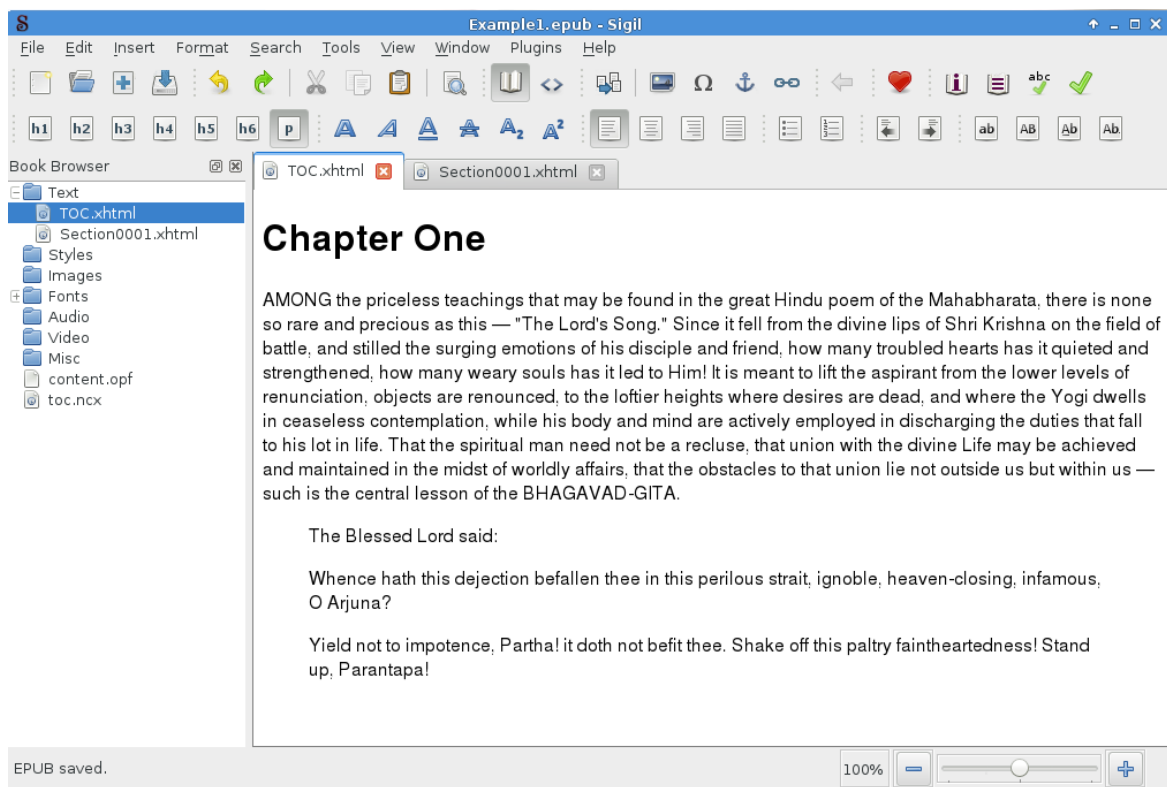 Example1.epub - Sigil
File Edit Insert Format Search Tools View Window Plugins Help
abc
h1 h2 h3 h4 h5 h6 P A A A A A₂ A² ab AB Ab Ab
Book Browser
TOC.xhtml Section0001.xhtml
Text
TOC.xhtml
Section0001.xhtml
Styles
Images
Fonts
Audio
Video
Misc
content.opf
toc.ncx
Chapter One
AMONG the priceless teachings that may be found in the great Hindu poem of the Mahabharata, there is none
so rare and precious as this — "The Lord's Song." Since it fell from the divine lips of Shri Krishna on the field of
battle, and stilled the surging emotions of his disciple and friend, how many troubled hearts has it quieted and
strengthened, how many weary souls has it led to Him! It is meant to lift the aspirant from the lower levels of
renunciation, objects are renounced, to the loftier heights where desires are dead, and where the Yogi dwells
in ceaseless contemplation, while his body and mind are actively employed in discharging the duties that fall
to his lot in life. That the spiritual man need not be a recluse, that union with the divine Life may be achieved
and maintained in the midst of worldly affairs, that the obstacles to that union lie not outside us but within us —
such is the central lesson of the BHAGAVAD-GITA.
The Blessed Lord said:
Whence hath this dejection befallen thee in this perilous strait, ignoble, heaven-closing, infamous,
O Arjuna?
Yield not to impotence, Partha! it doth not befit thee. Shake off this paltry faintheartedness! Stand
up, Parantapa!
EPUB saved.
100%